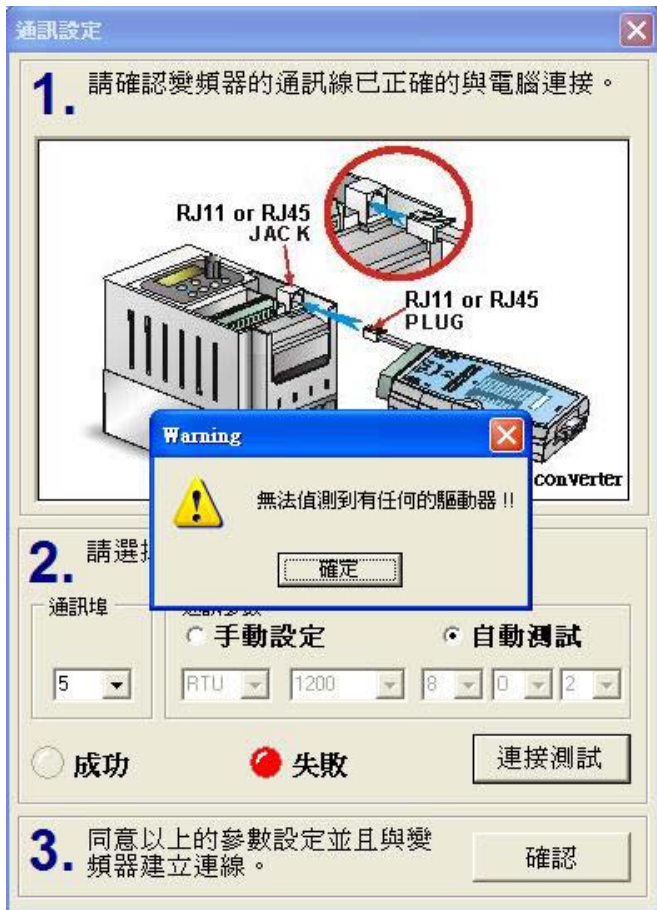 通訊設定
1. 請確認變頻器的通訊線已正確的與電腦連接。
RJ11 or RJ45
JACK
RJ11 or RJ45
PLUG
converter
Warning
無法偵測到有任何的驅動器 !!
確定
2. 請選
通訊埠
手動設定
自動測試
5
RTU
1200
8
0
2
成功
失敗
連接測試
3. 同意以上的參數設定並且與變
頻器建立連線。
確認